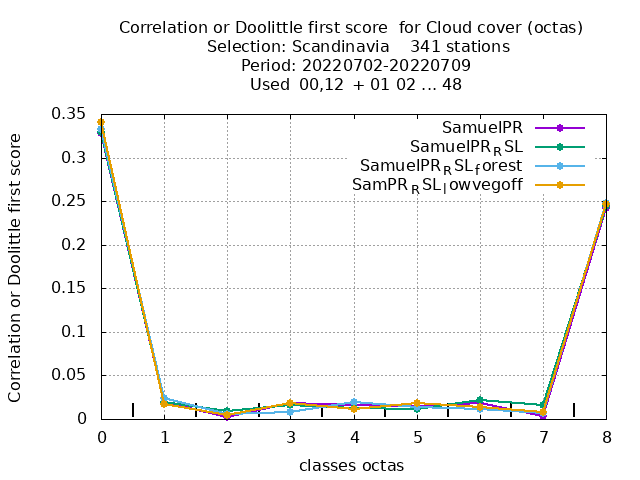 Correlation or Doolittle first score  for Cloud cover (octas)
Selection: Scandinavia    341 stations
Period: 20220702-20220709
Used  00,12  + 01 02 ... 48
Correlation or Doolittle first score
0.35
0.3
0.25
0.2
0.15
0.1
0.05
0
SamuelPR
SamuelPR_RSL
SamuelPR_RSL_forest
SamPR_RSL_lowvegoff
0 1 2 3 4 5 6 7 8
classes octas